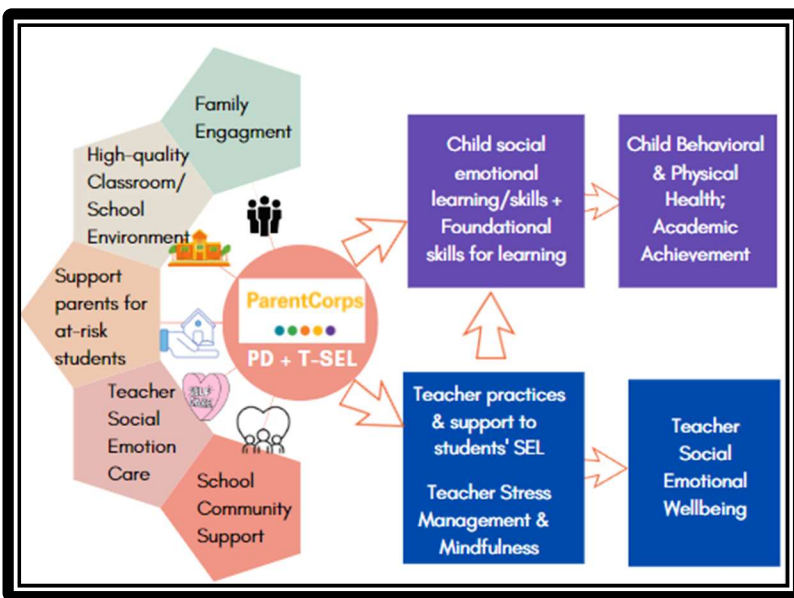 Family
Engagment
High-quality
Classroom/
School
Environment
Support
parents for
at-risk
students
Teacher
Social
Emotion
Care
School
Community
Support
SELF
CARE
ParentCorps
PD + T-SEL
Child social
emotional
learning/skills +
Foundational
skills for learning
Child Behavioral
& Physical
Health;
Academic
Achievement
Teacher practices
& support to
students' SEL
Teacher Stress
Management &
Mindfulness
Teacher
Social
Emotional
Wellbeing